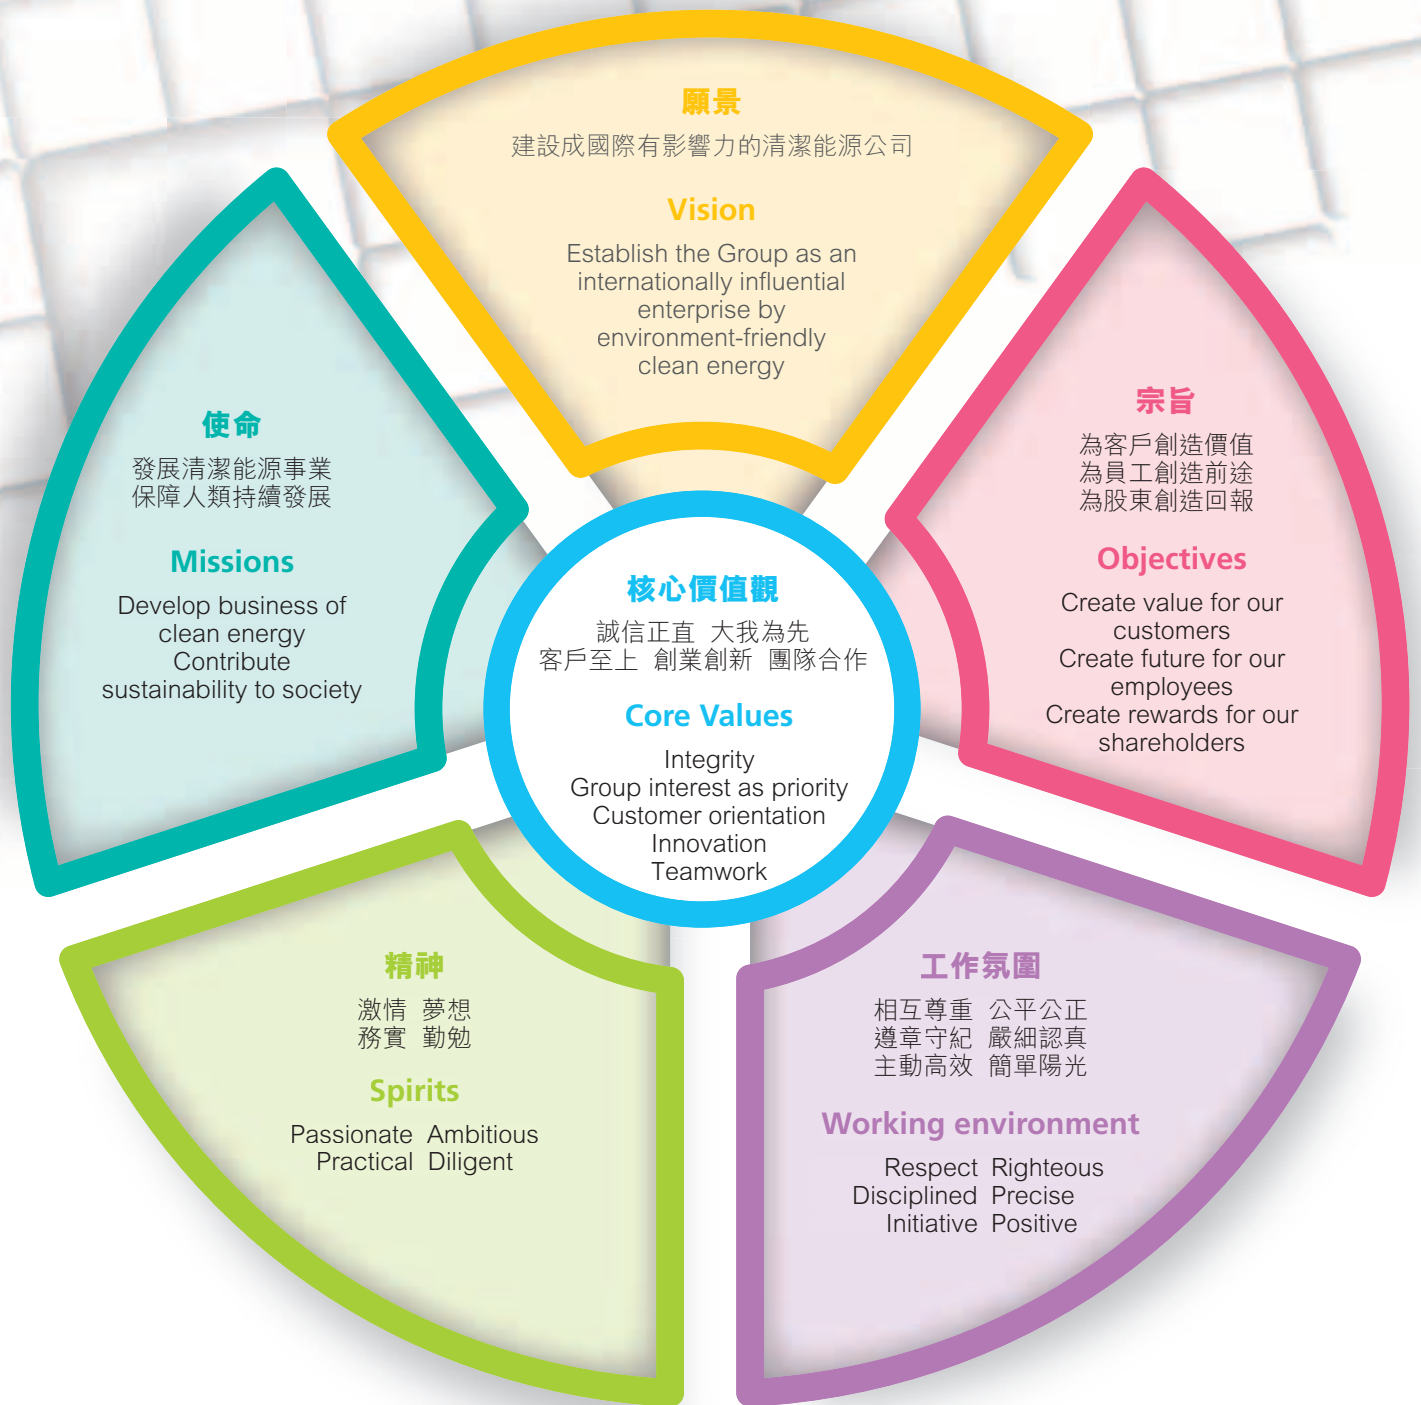 願景
建設成國際有影響力的清潔能源公司
Vision
Establish the Group as an
internationally influential
enterprise by
environment-friendly
clean energy
使命
發展清潔能源事業
保障人類持續發展
Missions
Develop business of
clean energy
Contribute
sustainability to society
宗旨
為客戶創造價值
為員工創造前途
為股東創造回報
Objectives
Create value for our
customers
Create future for our
employees
Create rewards for our
shareholders
核心價值觀
誠信正直 大我為先
客戶至上 創業創新 團隊合作
Core Values
Integrity
Group interest as priority
Customer orientation
Innovation
Teamwork
精神
激情 夢想
務實 勤勉
Spirits
Passionate Ambitious
Practical Diligent
工作氛圍
相互尊重 公平公正
遵章守紀 嚴細認真
主動高效 簡單陽光
Working environment
Respect Righteous
Disciplined Precise
Initiative Positive